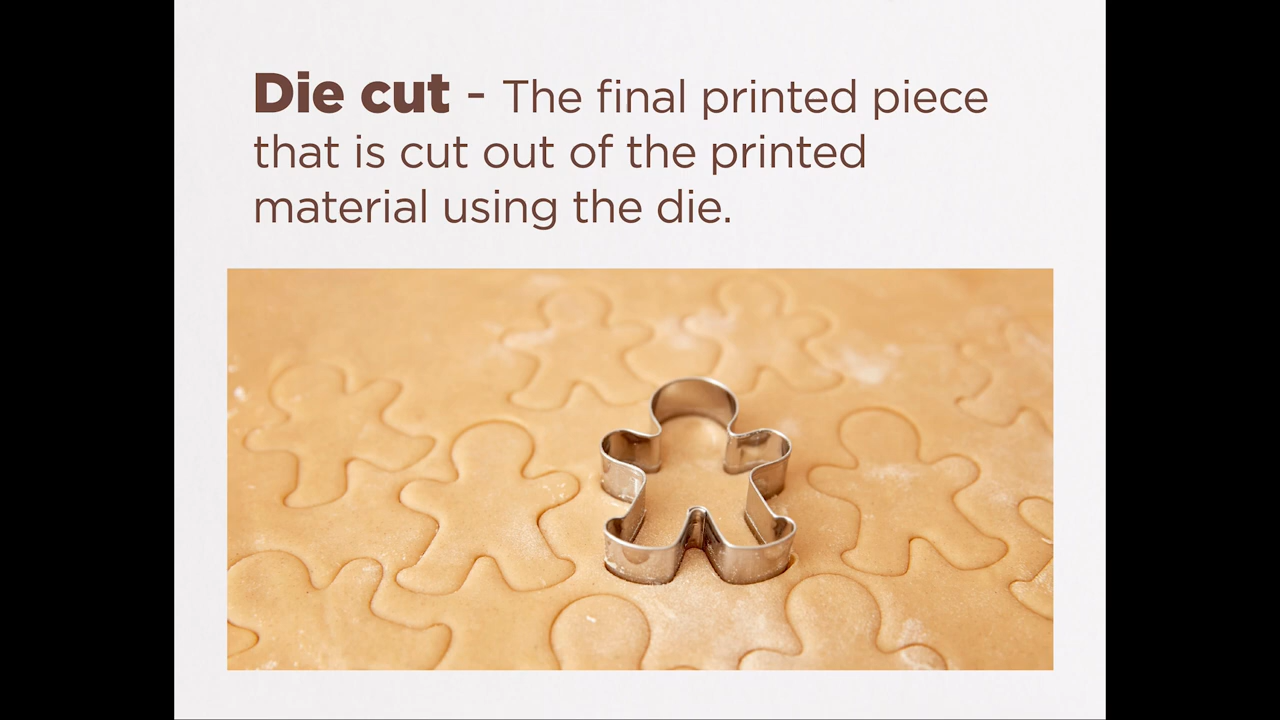 Die cut - The final printed piece
that is cut out of the printed
material using the die.